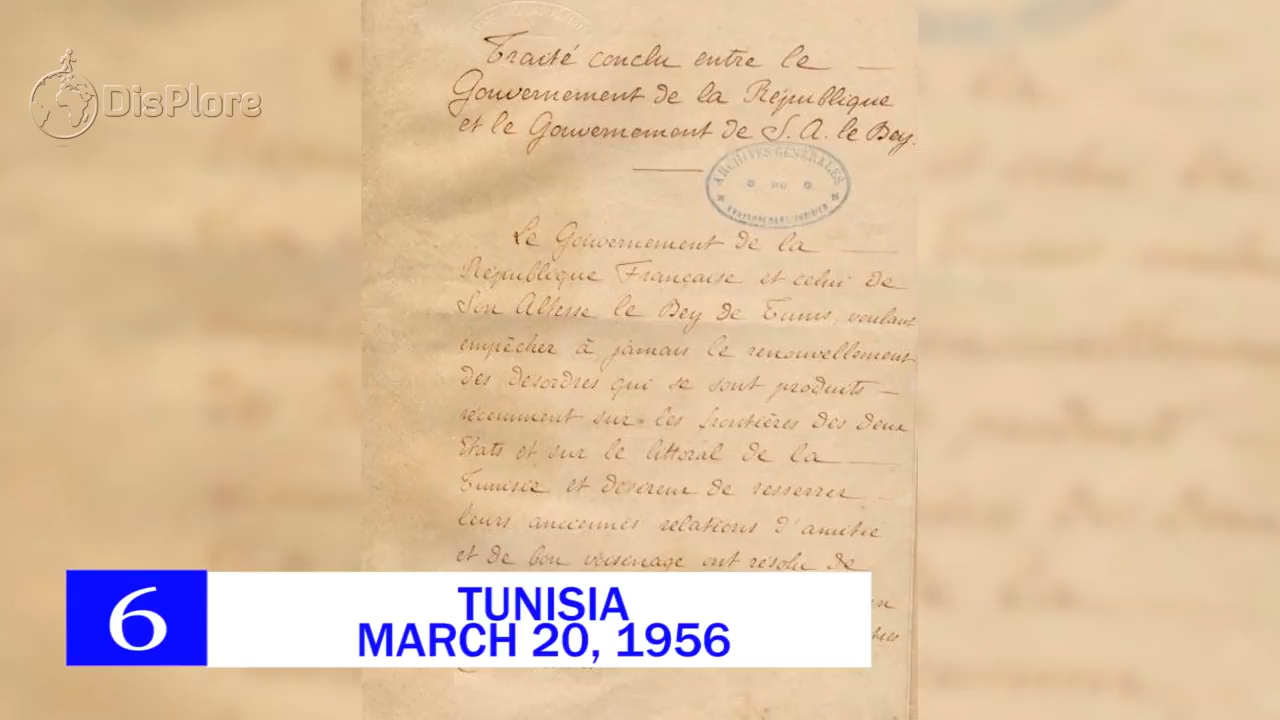 DisPlore
Traité conclu entre le
Gouvernement de la République
et le Gouvernement de S. A. le Bey.
ARCHIVES GÉNÉRALES
DU
GOUVERNEMENT TUNISIEN
Le Gouvernement de la
République Française et celui de
Son Altesse le Bey de Tunis, voulant
empêcher à jamais le renouvellement
des désordres qui se sont produits
récemment sur les frontières des deux
Etats et sur le littoral de la
Tunisie et désireux de resserrer
leurs anciennes relations d'amitié
et de bon voisinage ont résolu de
6
TUNISIA
MARCH 20, 1956